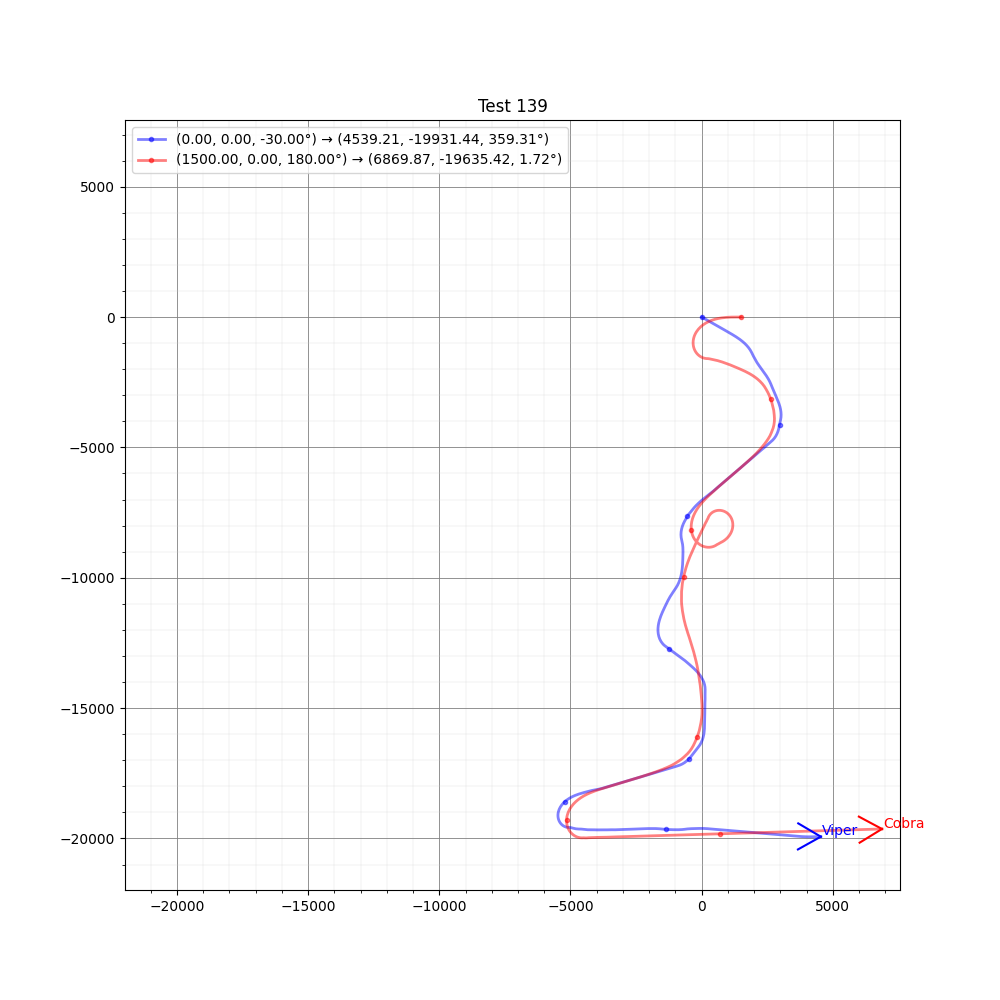 Test 139
(0.00, 0.00, -30.00°) → (4539.21, -19931.44, 359.31°)
(1500.00, 0.00, 180.00°) → (6869.87, -19635.42, 1.72°)
5000
0
−5000
−10000
−15000
−20000
Viper
Cobra
−20000 −15000 −10000 −5000 0 5000